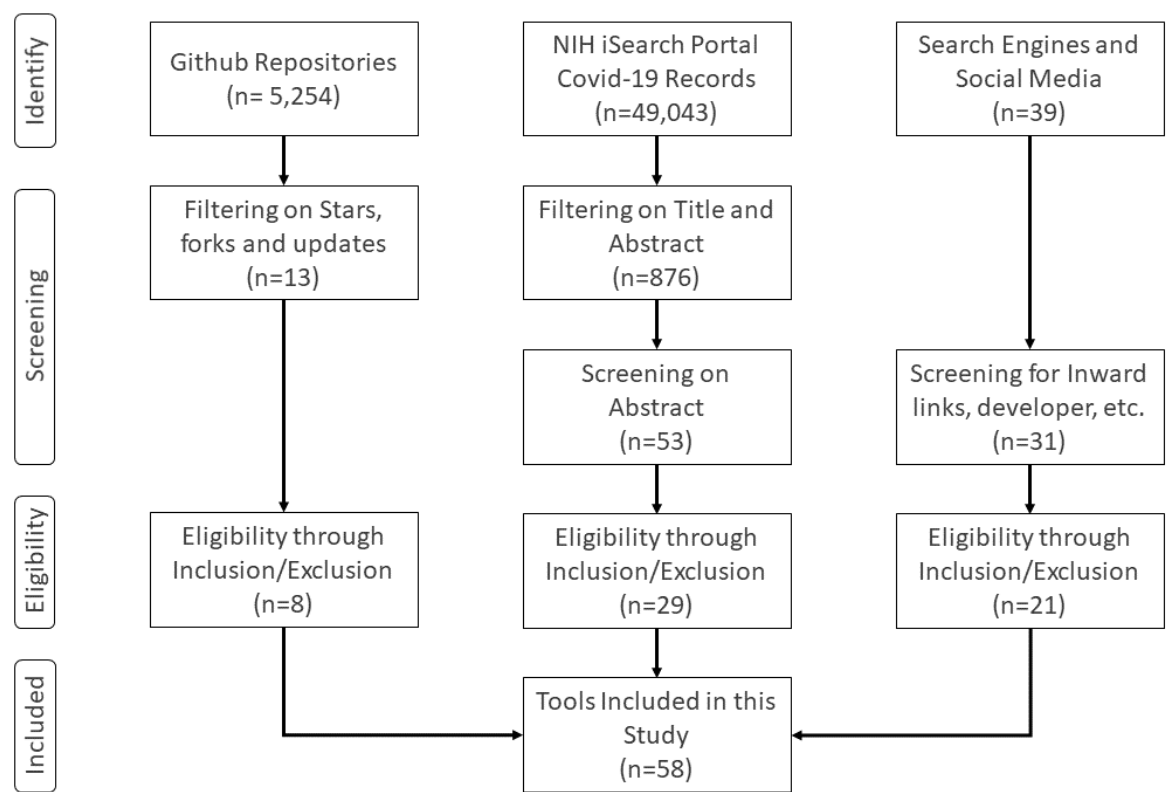 Identify
Github Repositories
(n= 5,254)
NIH iSearch Portal
Covid-19 Records
(n=49,043)
Search Engines and
Social Media
(n=39)
Screening
Filtering on Stars,
forks and updates
(n=13)
Filtering on Title and
Abstract
(n=876)
Screening on
Abstract
(n=53)
Screening for Inward
links, developer, etc.
(n=31)
Eligibility
Eligibility through
Inclusion/Exclusion
(n=8)
Eligibility through
Inclusion/Exclusion
(n=29)
Eligibility through
Inclusion/Exclusion
(n=21)
Included
Tools Included in this
Study
(n=58)